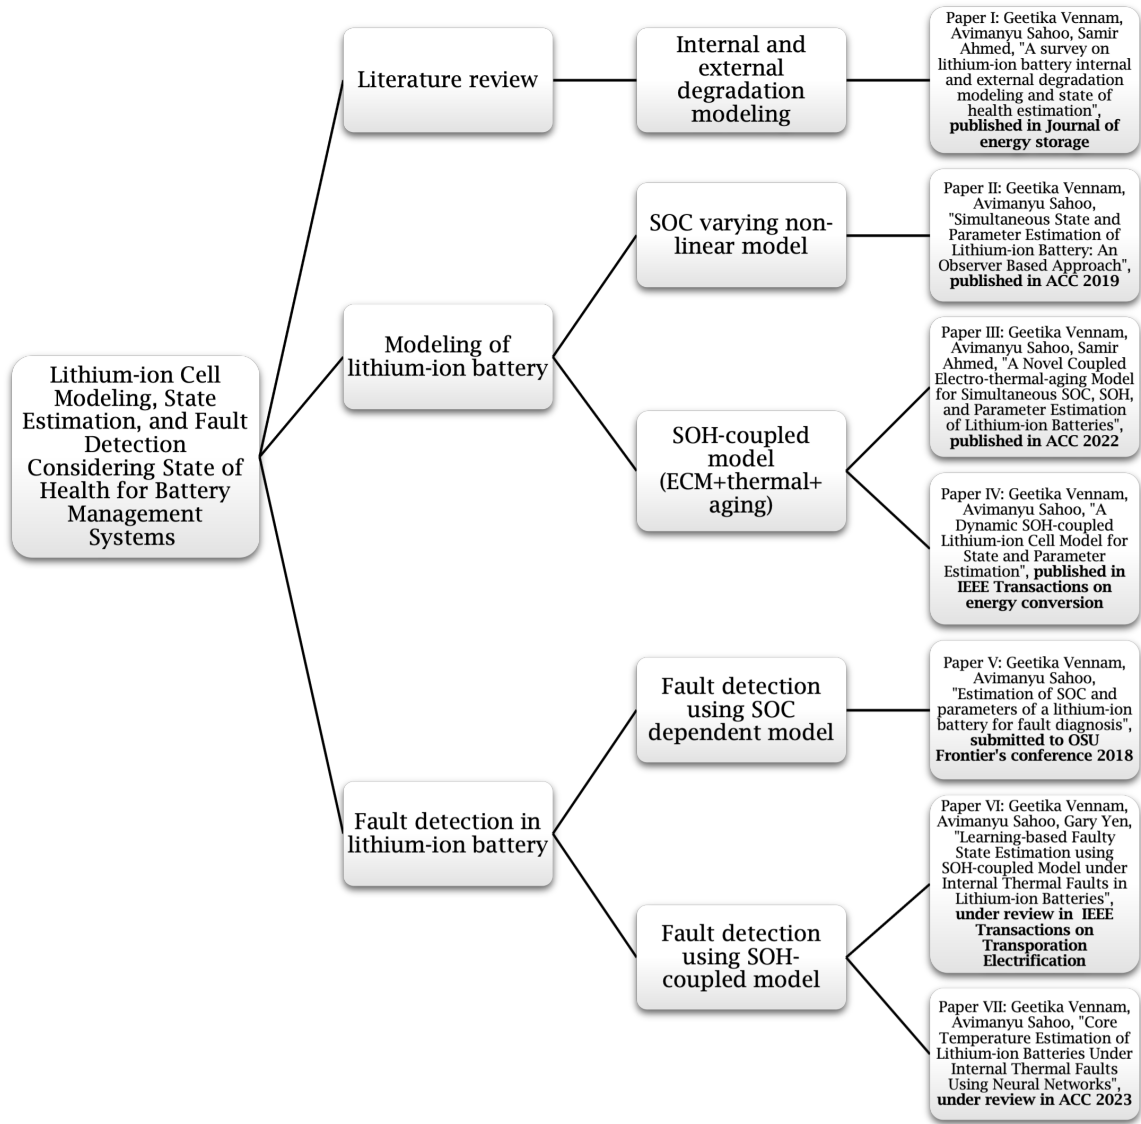 Lithium-ion Cell
Modeling, State
Estimation, and Fault
Detection
Considering State of
Health for Battery
Management
Systems
Literature review
Internal and
external
degradation
modeling
Paper I: Geetika Vennam,
Avimanyu Sahoo, Samir
Ahmed, "A survey on
lithium-ion battery internal
and external degradation
modeling and state of
health estimation",
published in Journal of
energy storage
Modeling of
lithium-ion battery
SOC varying non-
linear model
Paper II: Geetika Vennam,
Avimanyu Sahoo,
"Simultaneous State and
Parameter Estimation of
Lithium-ion Battery: An
Observer Based Approach",
published in ACC 2019
SOH-coupled
model
(ECM+thermal+
aging)
Paper III: Geetika Vennam,
Avimanyu Sahoo, Samir
Ahmed, "A Novel Coupled
Electro-thermal-aging Model
for Simultaneous SOC, SOH,
and Parameter Estimation
of Lithium-ion Batteries",
published in ACC 2022
Paper IV: Geetika Vennam,
Avimanyu Sahoo, "A
Dynamic SOH-coupled
Lithium-ion Cell Model for
State and Parameter
Estimation", published in
IEEE Transactions on
energy conversion
Fault detection in
lithium-ion battery
Fault detection
using SOC
dependent model
Paper V: Geetika Vennam,
Avimanyu Sahoo,
"Estimation of SOC and
parameters of a lithium-ion
battery for fault diagnosis",
submitted to OSU
Frontier's conference 2018
Fault detection
using SOH-
coupled model
Paper VI: Geetika Vennam,
Avimanyu Sahoo, Gary Yen,
"Learning-based Faulty
State Estimation using
SOH-coupled Model under
Internal Thermal Faults in
Lithium-ion Batteries",
under review in IEEE
Transactions on
Transporation
Electrification
Paper VII: Geetika Vennam,
Avimanyu Sahoo, "Core
Temperature Estimation of
Lithium-ion Batteries Under
Internal Thermal Faults
Using Neural Networks",
under review in ACC 2023